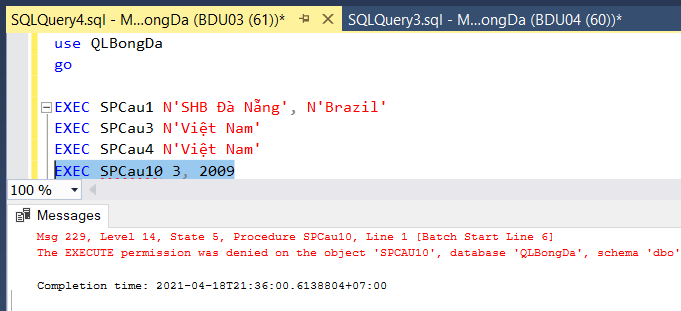 SQLQuery4.sql - M...ongDa (BDU03 (61))* SQLQuery3.sql - M...ongDa (BDU04 (60))*
use QLBongDa
go
EXEC SPCau1 N'SHB Đà Nẵng', N'Brazil'
EXEC SPCau3 N'Việt Nam'
EXEC SPCau4 N'Việt Nam'
EXEC SPCau10 3, 2009
100 %
Messages
Msg 229, Level 14, State 5, Procedure SPCau10, Line 1 [Batch Start Line 6]
The EXECUTE permission was denied on the object 'SPCAU10', database 'QLBongDa', schema 'dbo'
Completion time: 2021-04-18T21:36:00.6138804+07:00